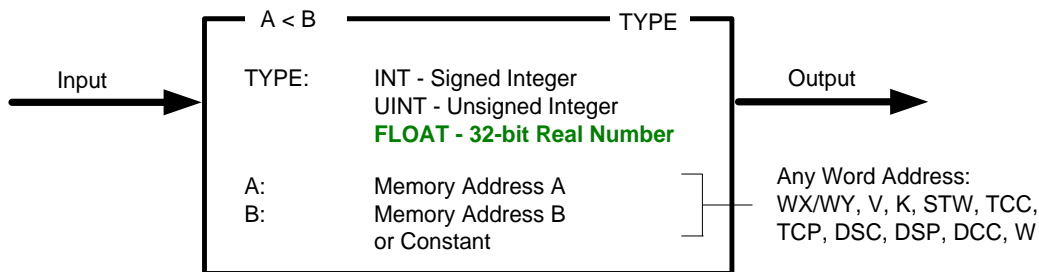 A < B TYPE
Input
TYPE: INT - Signed Integer
UINT - Unsigned Integer
FLOAT - 32-bit Real Number
Output
A: Memory Address A
B: Memory Address B
or Constant
Any Word Address:
WX/WY, V, K, STW, TCC,
TCP, DSC, DSP, DCC, W